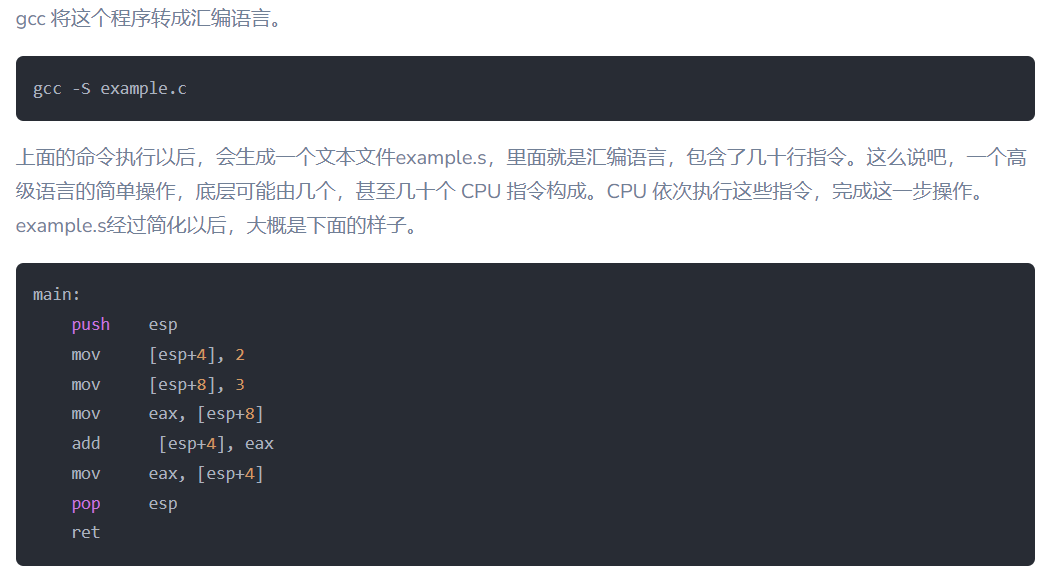 gcc 将这个程序转成汇编语言。
gcc -S example.c
上面的命令执行以后，会生成一个文本文件example.s，里面就是汇编语言，包含了几十行指令。这么说吧，一个高
级语言的简单操作，底层可能由几个，甚至几十个 CPU 指令构成。CPU 依次执行这些指令，完成这一步操作。
example.s经过简化以后，大概是下面的样子。
main:
    push    esp
    mov     [esp+4], 2
    mov     [esp+8], 3
    mov     eax, [esp+8]
    add      [esp+4], eax
    mov     eax, [esp+4]
    pop     esp
    ret